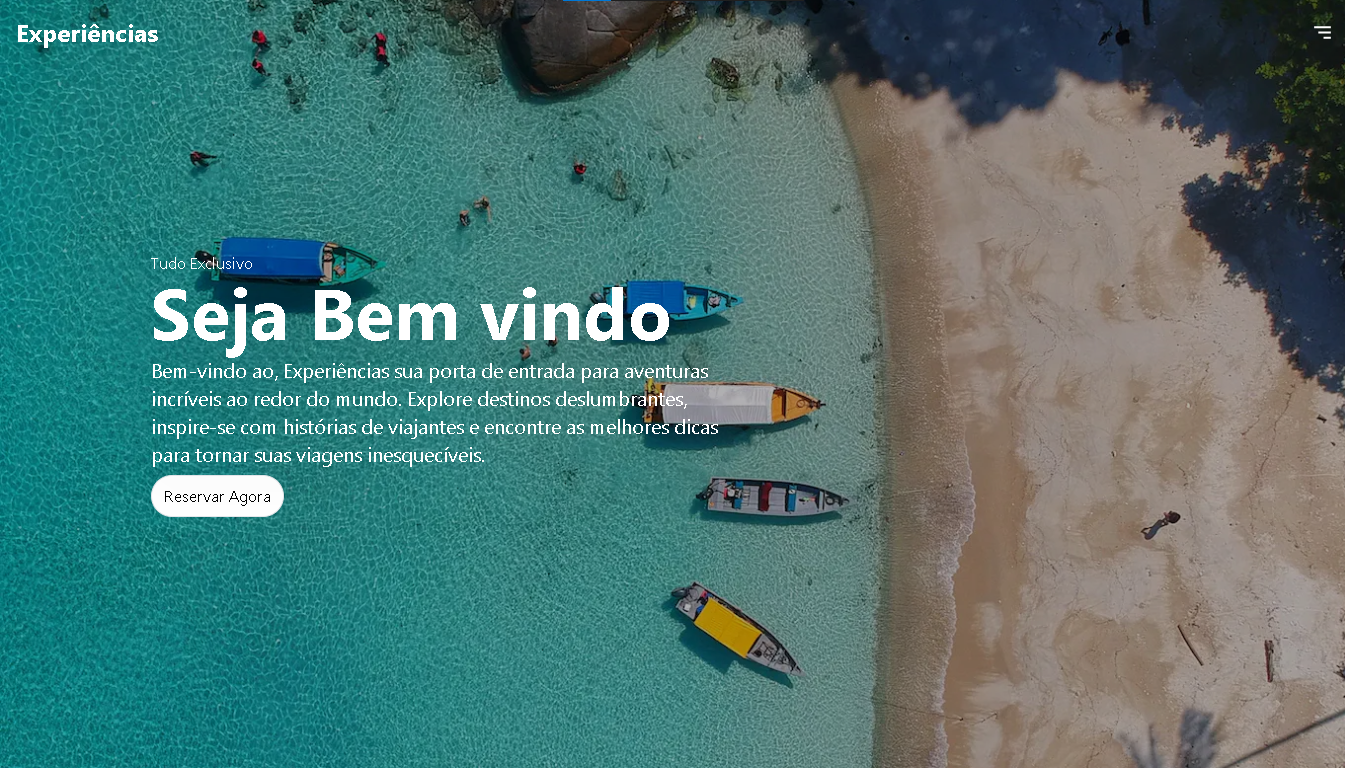 Experiências
Tudo Exclusivo
Seja Bem vindo
Bem-vindo ao, Experiências sua porta de entrada para aventuras
incríveis ao redor do mundo. Explore destinos deslumbrantes,
inspire-se com histórias de viajantes e encontre as melhores dicas
para tornar suas viagens inesquecíveis.
Reservar Agora